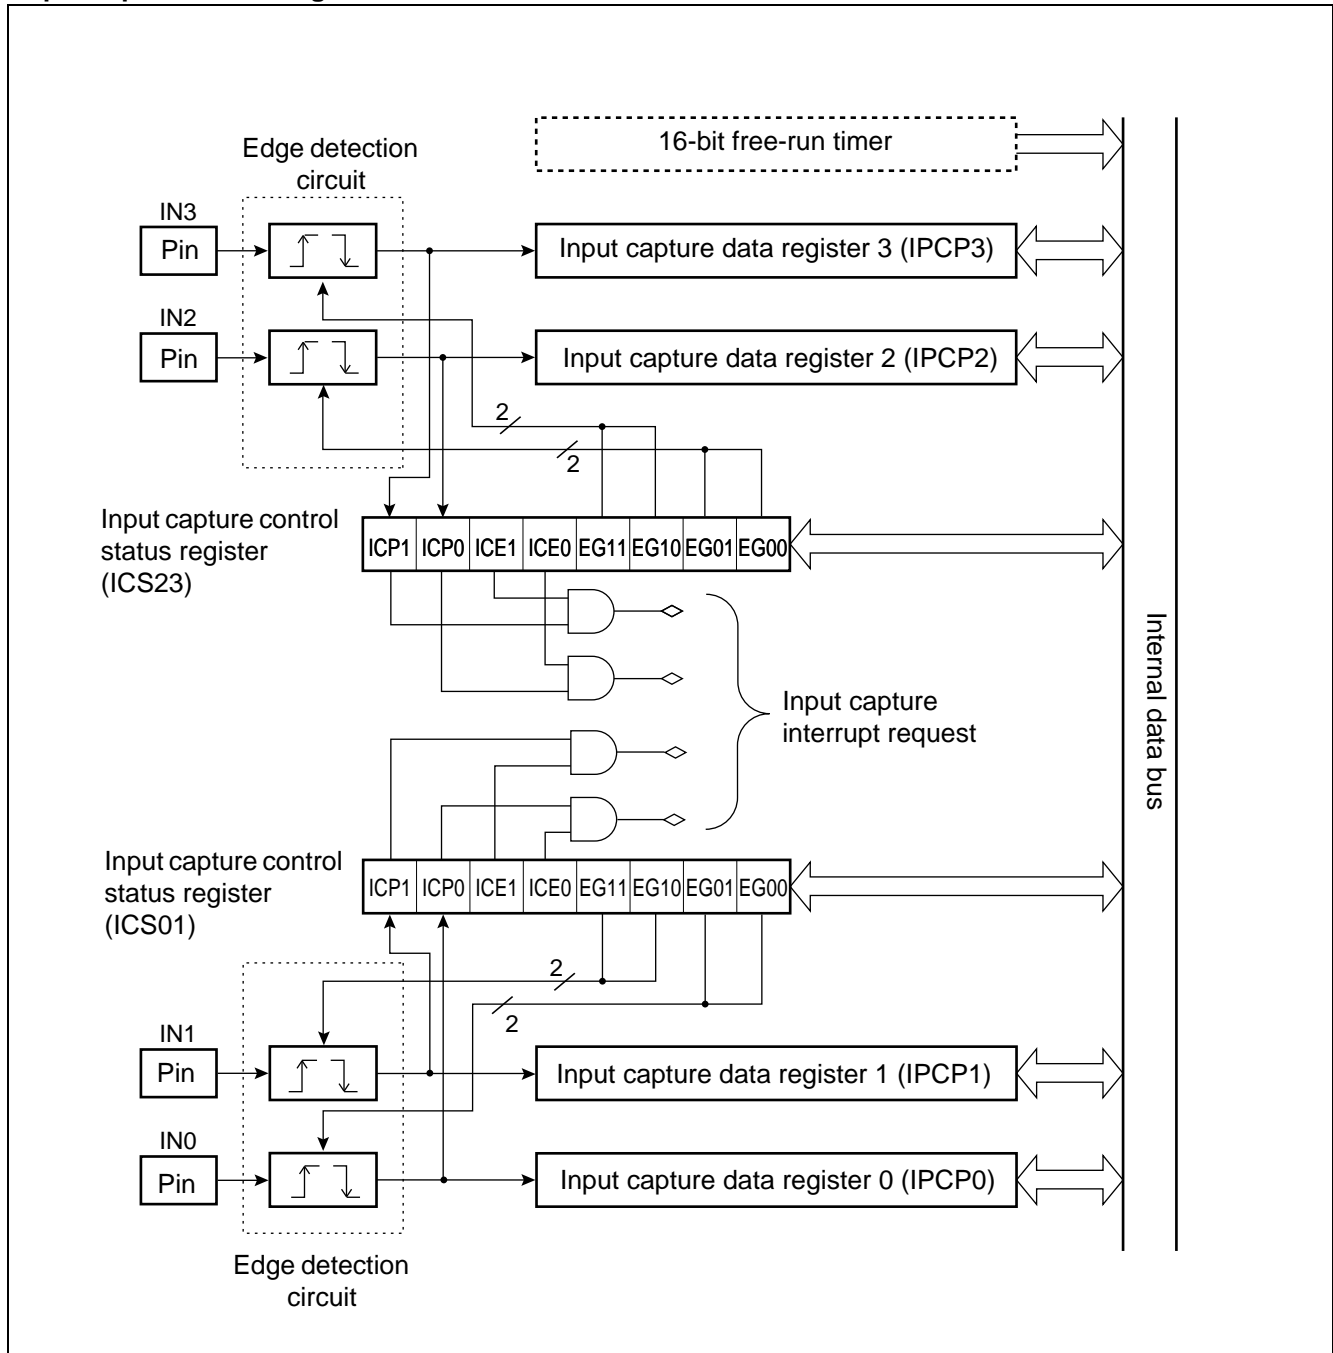 16-bit free-run timer
Edge detection
circuit
IN3
Pin
Input capture data register 3 (IPCP3)
IN2
Pin
Input capture data register 2 (IPCP2)
2
2
Input capture control
status register
(ICS23)
ICP1 ICP0 ICE1 ICE0 EG11 EG10 EG01 EG00
Input capture
interrupt request
Internal data bus
Input capture control
status register
(ICS01)
ICP1 ICP0 ICE1 ICE0 EG11 EG10 EG01 EG00
2
2
IN1
Pin
Input capture data register 1 (IPCP1)
IN0
Pin
Input capture data register 0 (IPCP0)
Edge detection
circuit